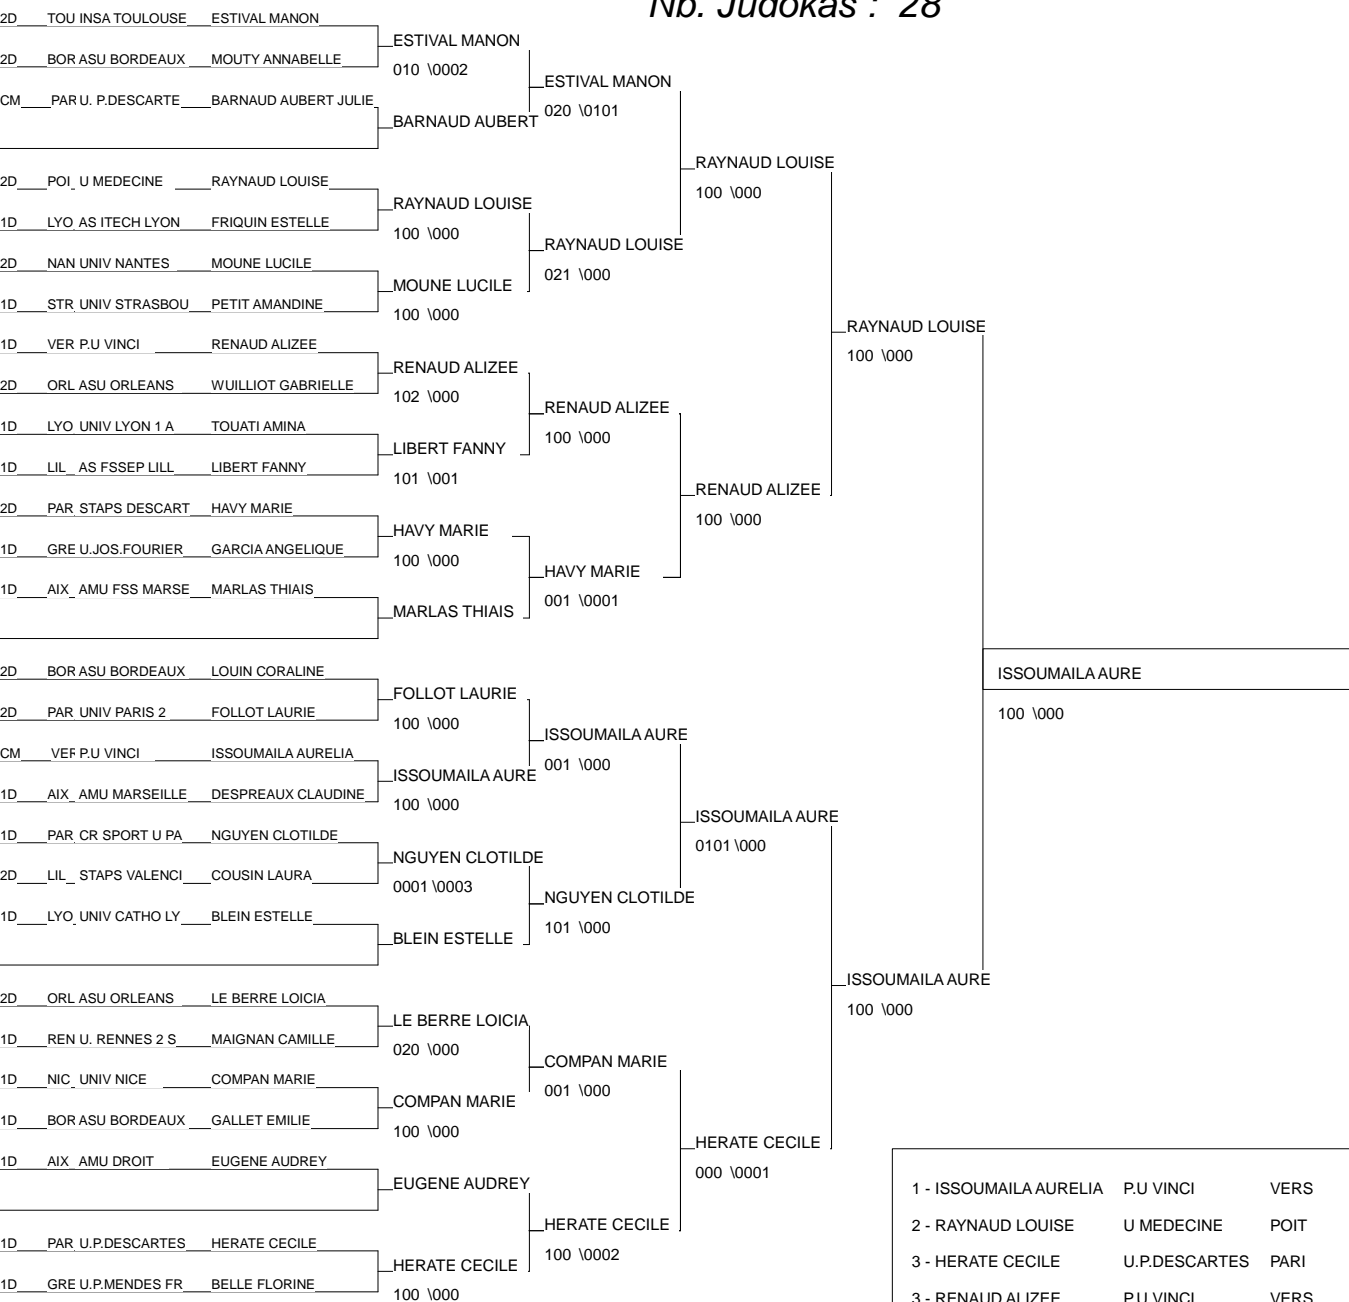 Nb. Judokas : 28
2D TOU INSA TOULOUSE ESTIVAL MANON
ESTIVAL MANON
2D BOR ASU BORDEAUX MOUTY ANNABELLE
010 \0002
ESTIVAL MANON
CM PAR U. P.DESCARTE BARNAUD AUBERT JULIE
020 \0101
BARNAUD AUBERT
RAYNAUD LOUISE
2D POI U MEDECINE RAYNAUD LOUISE
100 \000
RAYNAUD LOUISE
1D LYO AS ITECH LYON FRIQUIN ESTELLE
100 \000
RAYNAUD LOUISE
2D NAN UNIV NANTES MOUNE LUCILE
021 \000
MOUNE LUCILE
1D STR UNIV STRASBOU PETIT AMANDINE
100 \000
RAYNAUD LOUISE
1D VER P.U VINCI RENAUD ALIZEE
100 \000
RENAUD ALIZEE
2D ORL ASU ORLEANS WUILLIOT GABRIELLE
102 \000
RENAUD ALIZEE
1D LYO UNIV LYON 1 A TOUATI AMINA
100 \000
LIBERT FANNY
1D LIL AS FSSEP LILL LIBERT FANNY
101 \001
RENAUD ALIZEE
2D PAR STAPS DESCART HAVY MARIE
100 \000
HAVY MARIE
1D GRE U.JOS.FOURIER GARCIA ANGELIQUE
100 \000
HAVY MARIE
1D AIX AMU FSS MARSE MARLAS THIAIS
001 \0001
MARLAS THIAIS
2D BOR ASU BORDEAUX LOUIN CORALINE
ISSOUMAILA AURE
FOLLOT LAURIE
2D PAR UNIV PARIS 2 FOLLOT LAURIE
100 \000
100 \000
ISSOUMAILA AURE
CM VER P.U VINCI ISSOUMAILA AURELIA
001 \000
ISSOUMAILA AURE
1D AIX AMU MARSEILLE DESPREAUX CLAUDINE
100 \000
ISSOUMAILA AURE
1D PAR CR SPORT U PA NGUYEN CLOTILDE
0101 \000
NGUYEN CLOTILDE
2D LIL STAPS VALENCI COUSIN LAURA
0001 \0003
NGUYEN CLOTILDE
1D LYO UNIV CATHO LY BLEIN ESTELLE
101 \000
BLEIN ESTELLE
ISSOUMAILA AURE
2D ORL ASU ORLEANS LE BERRE LOICIA
100 \000
LE BERRE LOICIA
1D REN U. RENNES 2 S MAIGNAN CAMILLE
020 \000
COMPAN MARIE
1D NIC UNIV NICE COMPAN MARIE
001 \000
COMPAN MARIE
1D BOR ASU BORDEAUX GALLET EMILIE
100 \000
HERATE CECILE
1D AIX AMU DROIT EUGENE AUDREY
000 \0001
EUGENE AUDREY
1 - ISSOUMAILA AURELIA P.U VINCI VERS
HERATE CECILE
2 - RAYNAUD LOUISE U MEDECINE POIT
1D PAR U.P.DESCARTES HERATE CECILE
100 \0002
HERATE CECILE
3 - HERATE CECILE U.P.DESCARTES PARI
1D GRE U.P.MENDES FR BELLE FLORINE
100 \000
3 - RENAUD ALIZEE P.U VINCI VERS